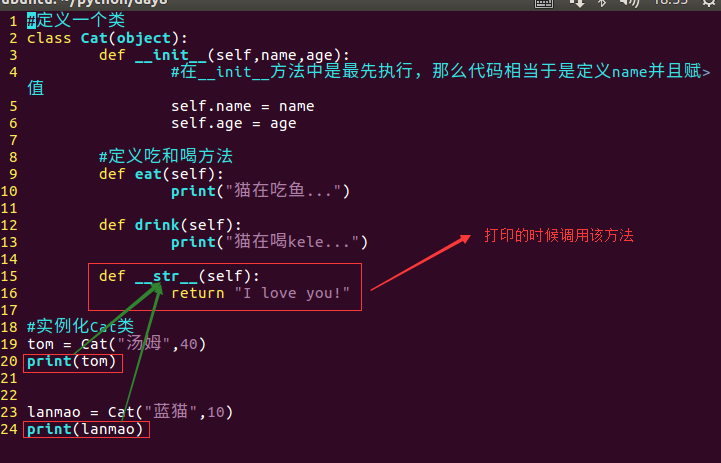 ubuntu: ~/python/day8
1 #定义一个类
2 class Cat(object):
3 def __init__(self,name,age):
4 #在__init__方法中是最先执行，那么代码相当于是定义name并且赋>
值
5 self.name = name
6 self.age = age
7
8 #定义吃和喝方法
9 def eat(self):
10 print("猫在吃鱼...")
11
12 def drink(self):
13 print("猫在喝kele...")
14
打印的时候调用该方法
15 def __str__(self):
16 return "I love you!"
17
18 #实例化Cat类
19 tom = Cat("汤姆",40)
20 print(tom)
21
22
23 lanmao = Cat("蓝猫",10)
24 print(lanmao)